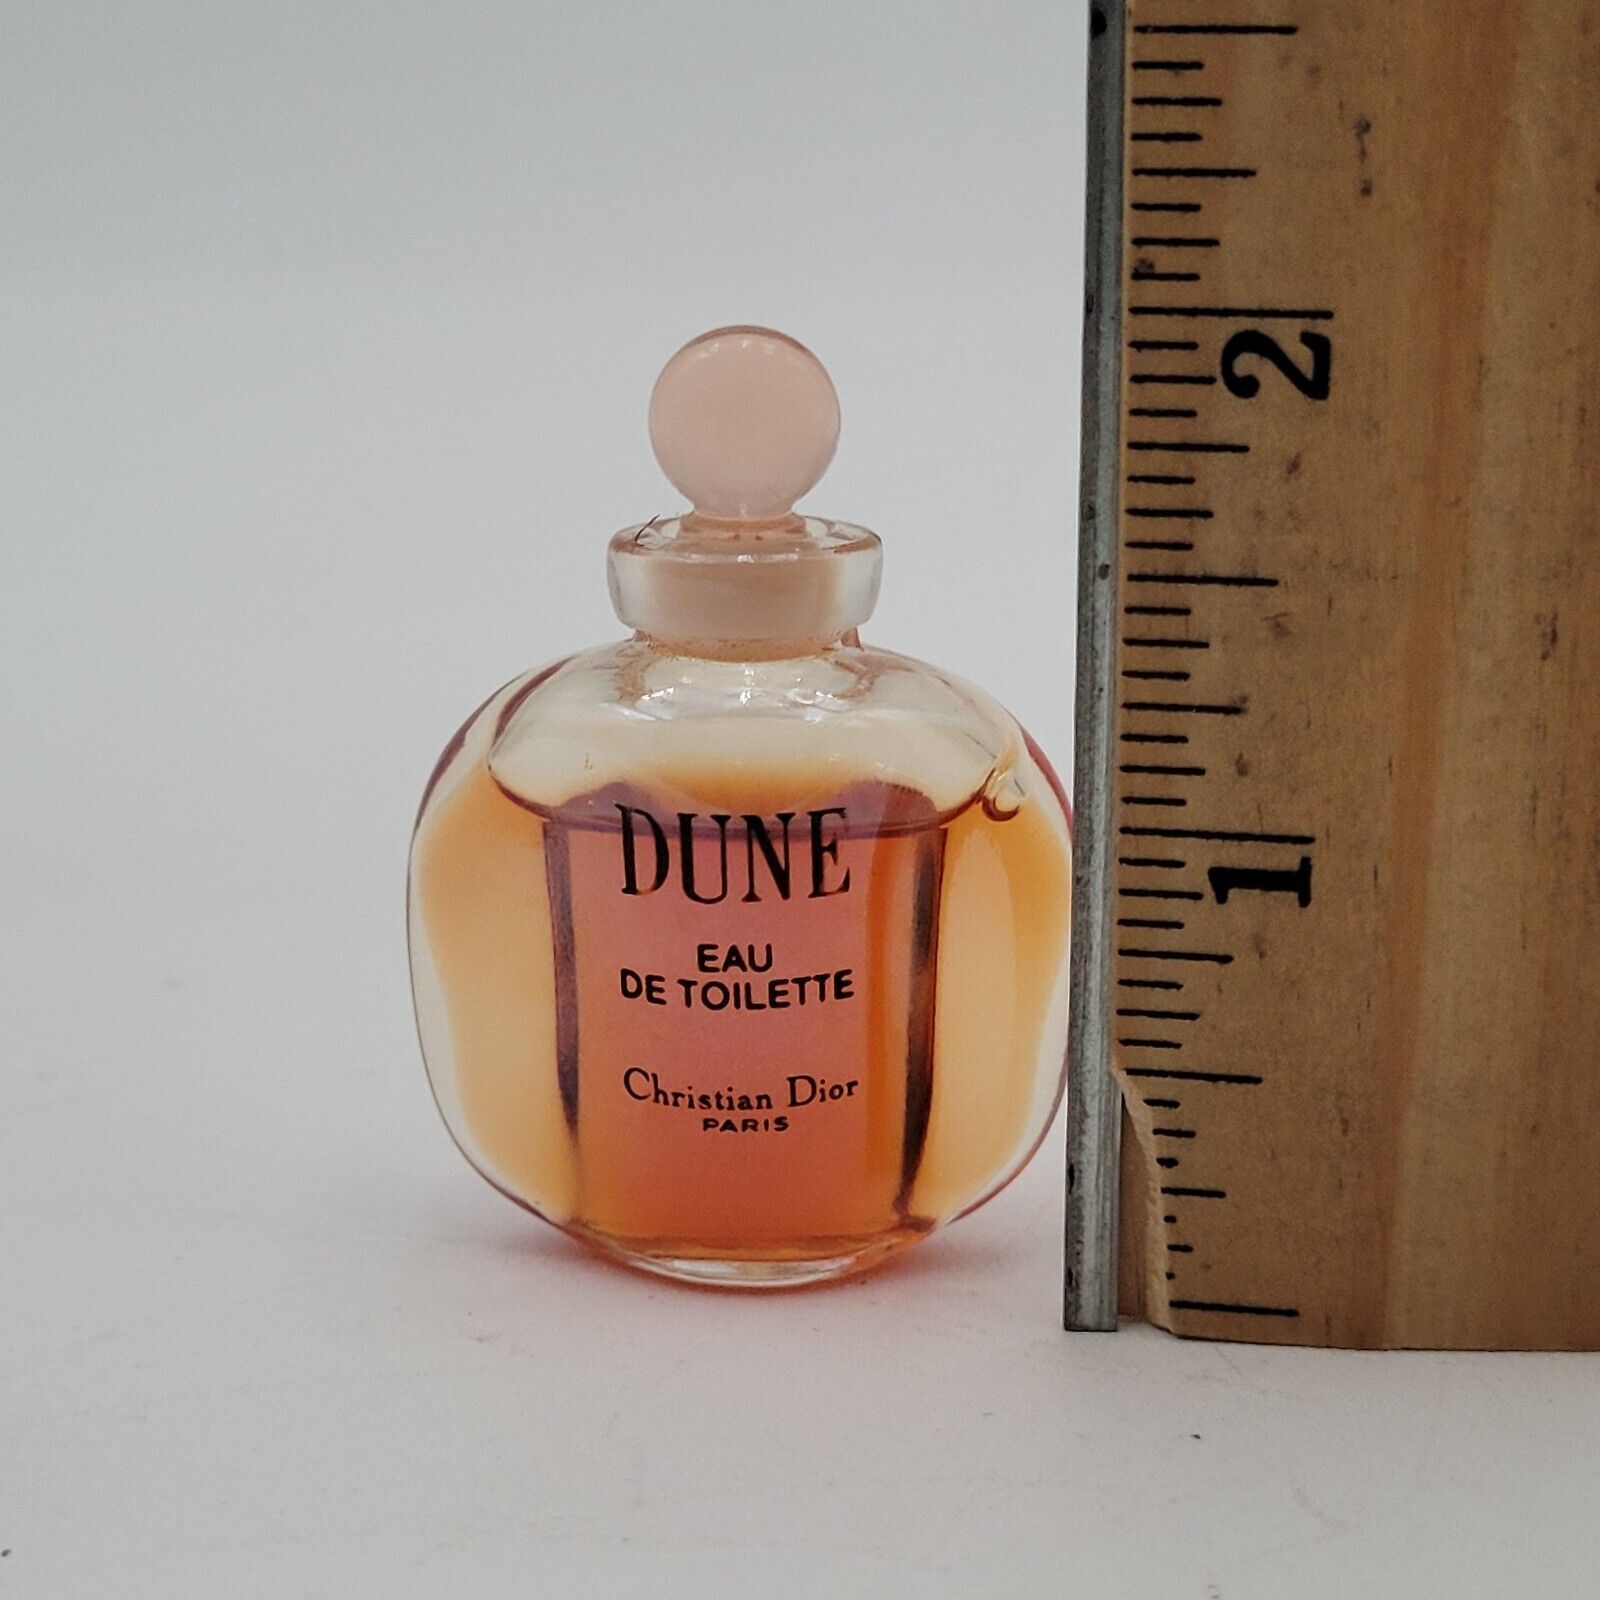 DUNE
EAU
DE TOILETTE
Christian Dior
PARIS
2
1